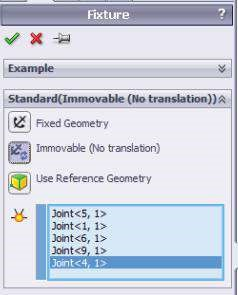 Fixture ?
Example
Standard(Immovable (No translation))
Fixed Geometry
Immovable (No translation)
Use Reference Geometry
Joint<5, 1>
Joint<1, 1>
Joint<6, 1>
Joint<9, 1>
Joint<4, 1>